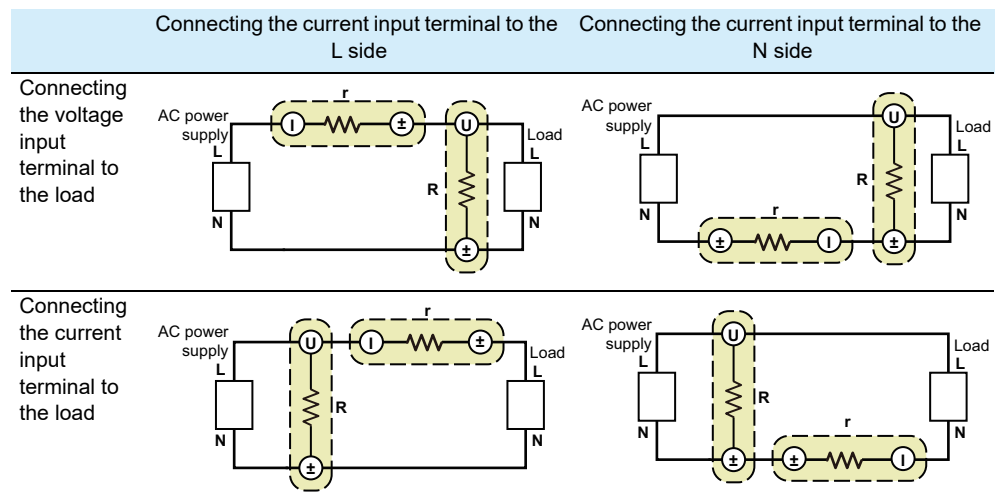 Connecting the current input terminal to the
L side
Connecting the current input terminal to the
N side
Connecting
the voltage
input
terminal to
the load
AC power
supply
L
N
r
I
±
U
R
±
Load
L
N
AC power
supply
L
N
U
R
±
r
±
I
Load
L
N
Connecting
the current
input
terminal to
the load
AC power
supply
L
N
U
R
±
r
I
±
Load
L
N
AC power
supply
L
N
U
R
±
r
±
I
Load
L
N